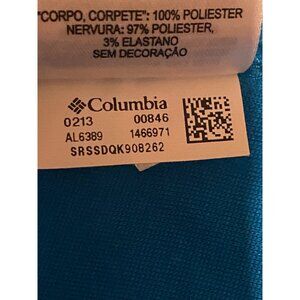 "CORPO, CORPETE": 100% POLIESTER
NERVURA: 97% POLIESTER,
3% ELASTANO
SEM DECORAÇÃO
Columbia
0213 00846
AL6389 1466971
SRSSDQK908262